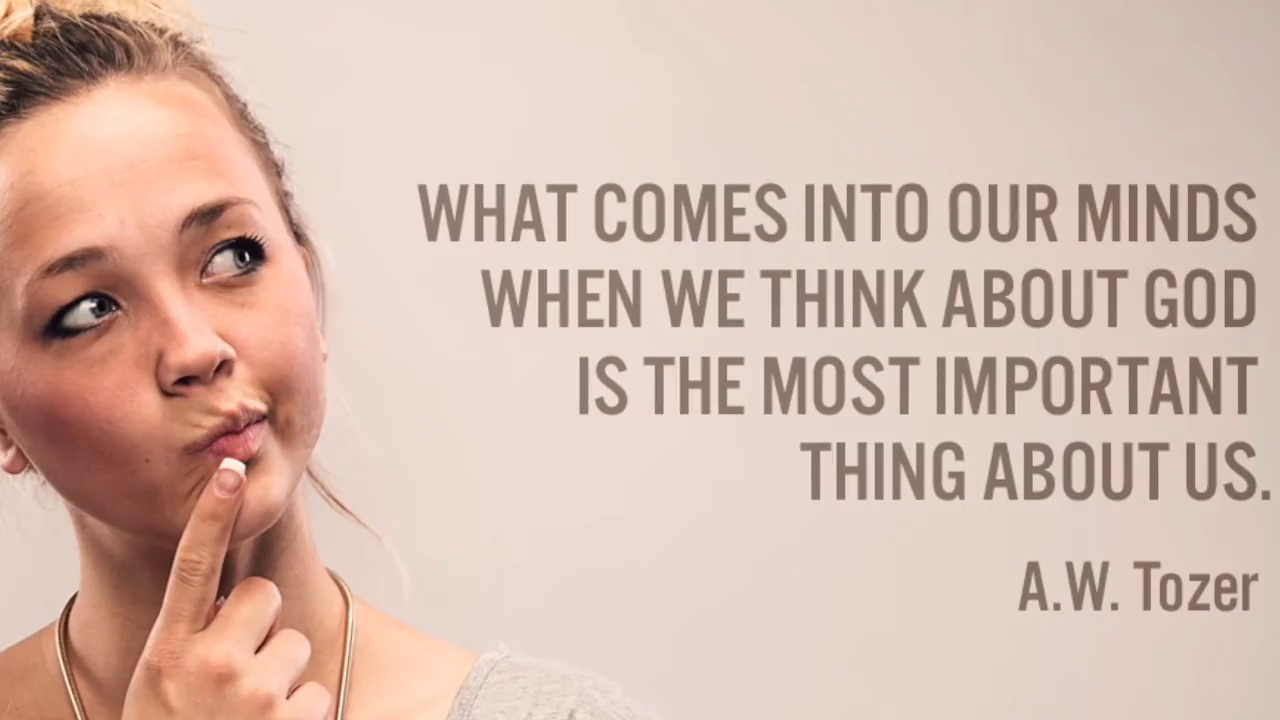 WHAT COMES INTO OUR MINDS
WHEN WE THINK ABOUT GOD
IS THE MOST IMPORTANT
THING ABOUT US.
A.W. Tozer